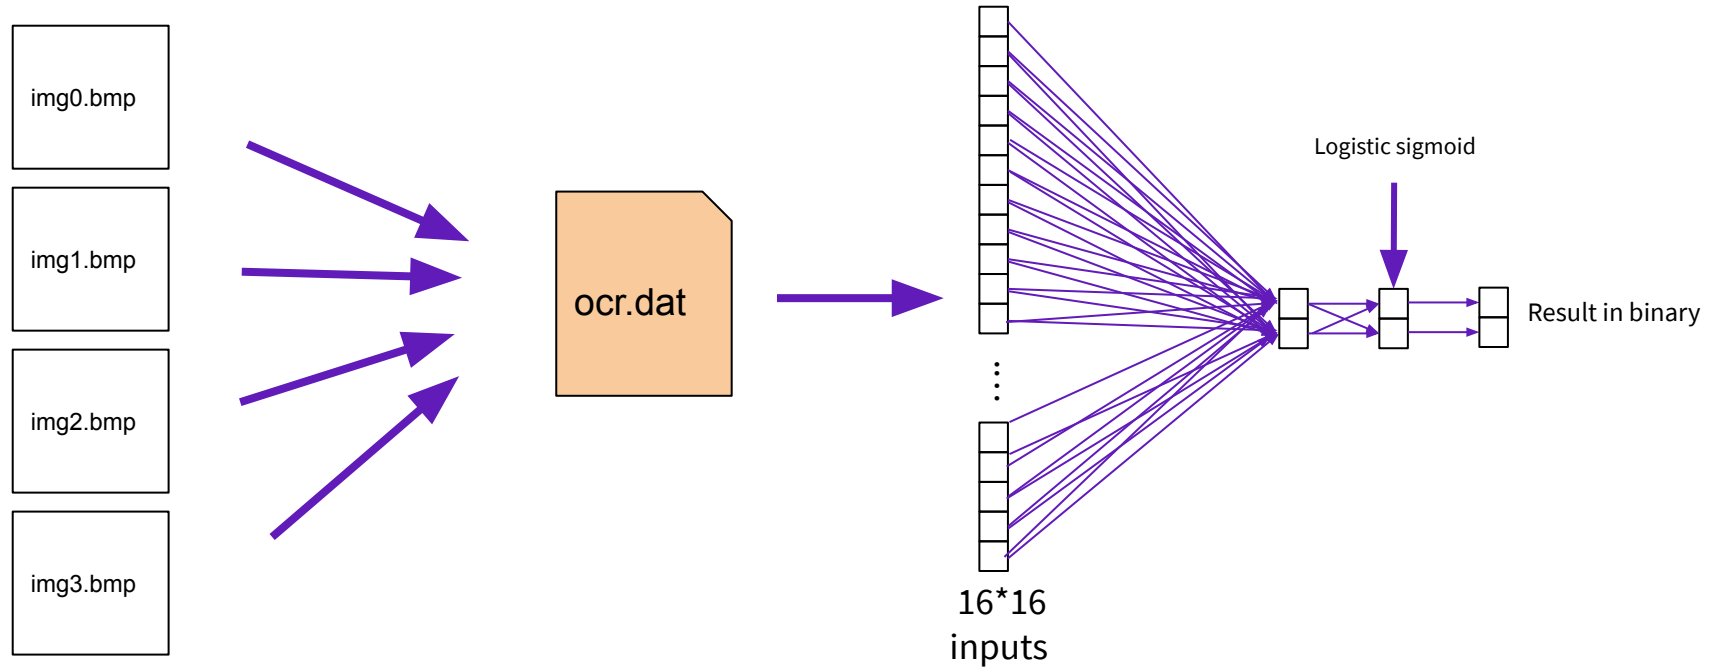 img0.bmp
img1.bmp
img2.bmp
img3.bmp
ocr.dat
16*16
inputs
Logistic sigmoid
Result in binary